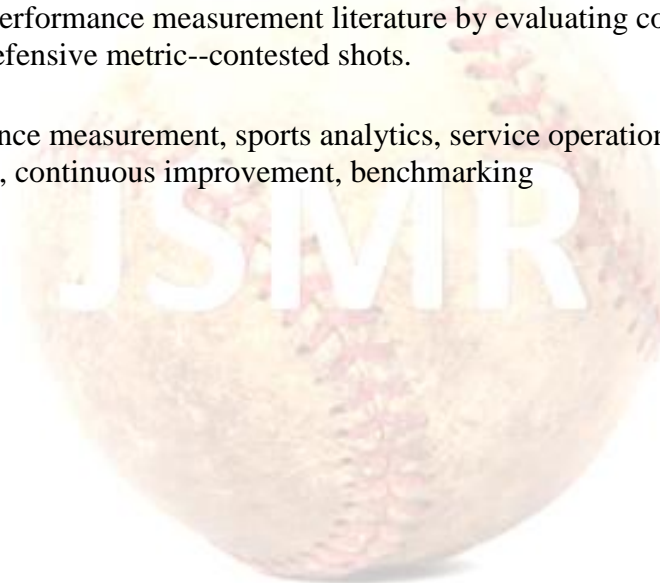 erformance measurement literature by evaluating co
efensive metric--contested shots.
nce measurement, sports analytics, service operation
, continuous improvement, benchmarking
JSMR